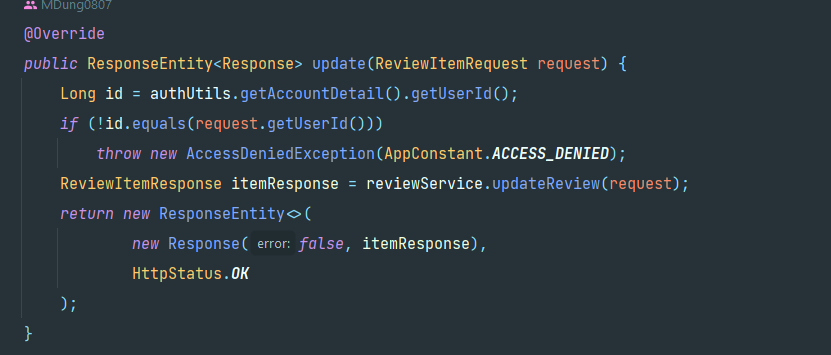 MDung0807
@Override
public ResponseEntity<Response> update(ReviewItemRequest request) {
    Long id = authUtils.getAccountDetail().getUserId();
    if (!id.equals(request.getUserId()))
        throw new AccessDeniedException(AppConstant.ACCESS_DENIED);
    ReviewItemResponse itemResponse = reviewService.updateReview(request);
    return new ResponseEntity<>(
            new Response( error: false, itemResponse),
            HttpStatus.OK
    );
}